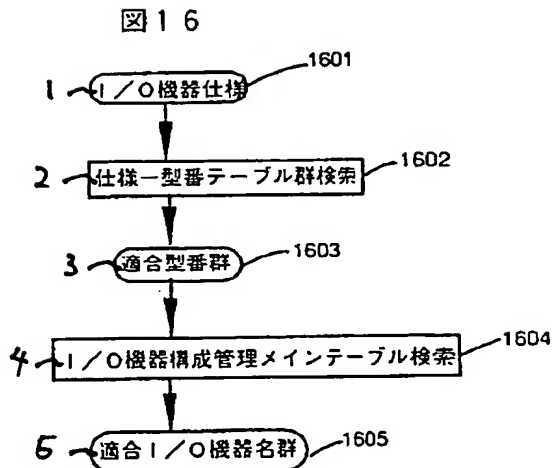 図16
1 I/O機器仕様 1601
2 仕様ー型番テーブル群検索 1602
3 適合型番群 1603
4 I/O機器構成管理メインテーブル検索 1604
5 適合I/O機器名群 1605